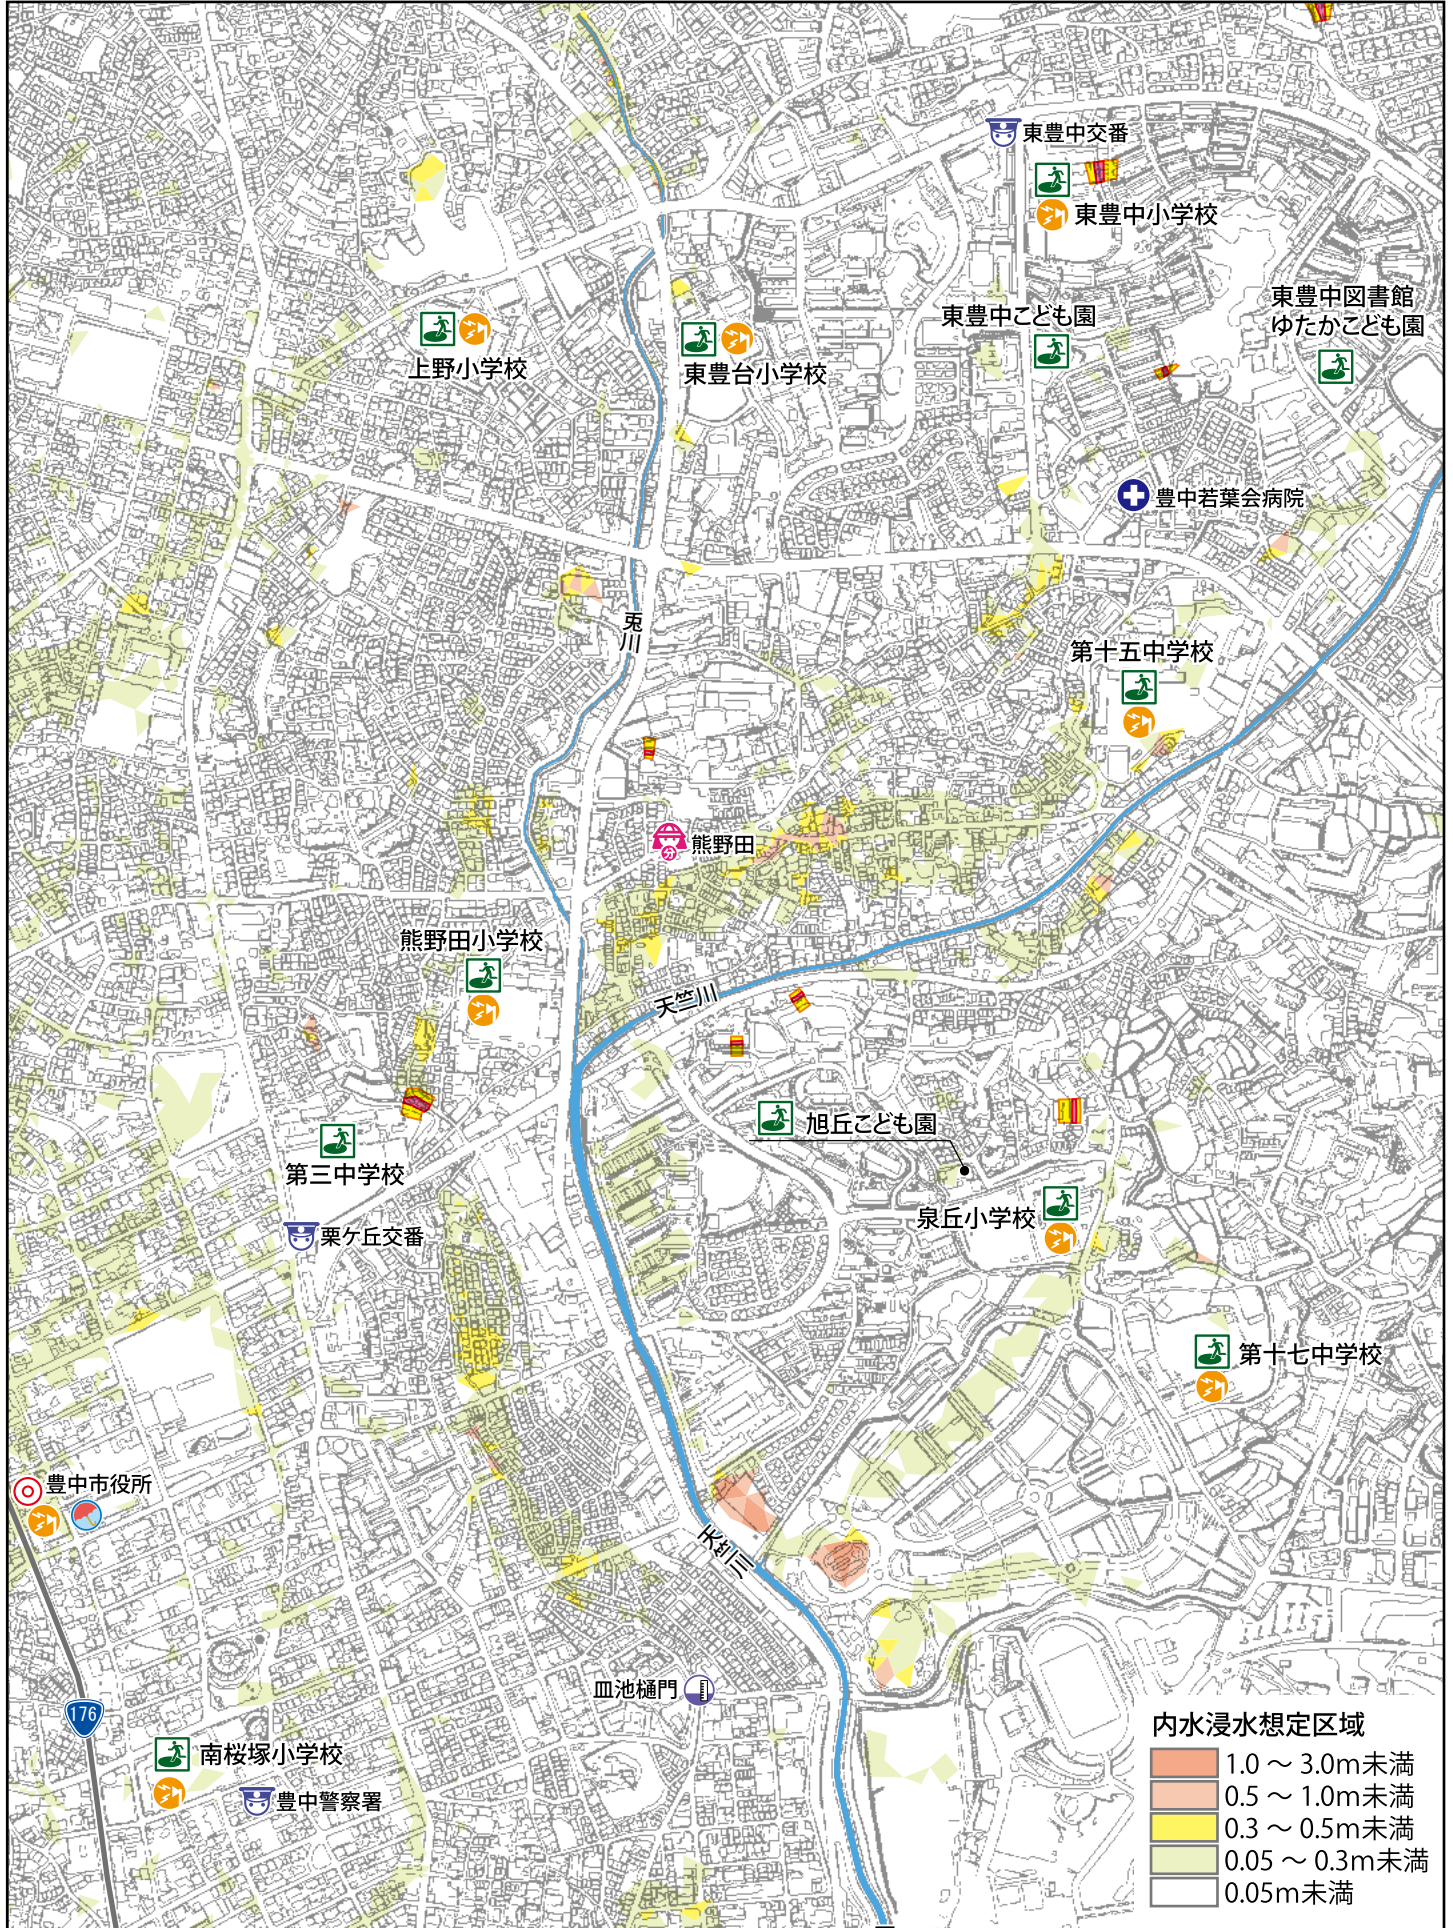 東豊中交番
東豊中小学校
東豊中図書館
ゆたかこども園
東豊中こども園
上野小学校
東豊台小学校
豊中若葉会病院
兎川
第十五中学校
分
熊野田
熊野田小学校
天竺川
旭丘こども園
第三中学校
泉丘小学校
栗ケ丘交番
第十七中学校
豊中市役所
天竺川
皿池樋門
176
南桜塚小学校
豊中警察署
内水浸水想定区域
1.0 ～ 3.0m未満
0.5 ～ 1.0m未満
0.3 ～ 0.5m未満
0.05 ～ 0.3m未満
0.05m未満